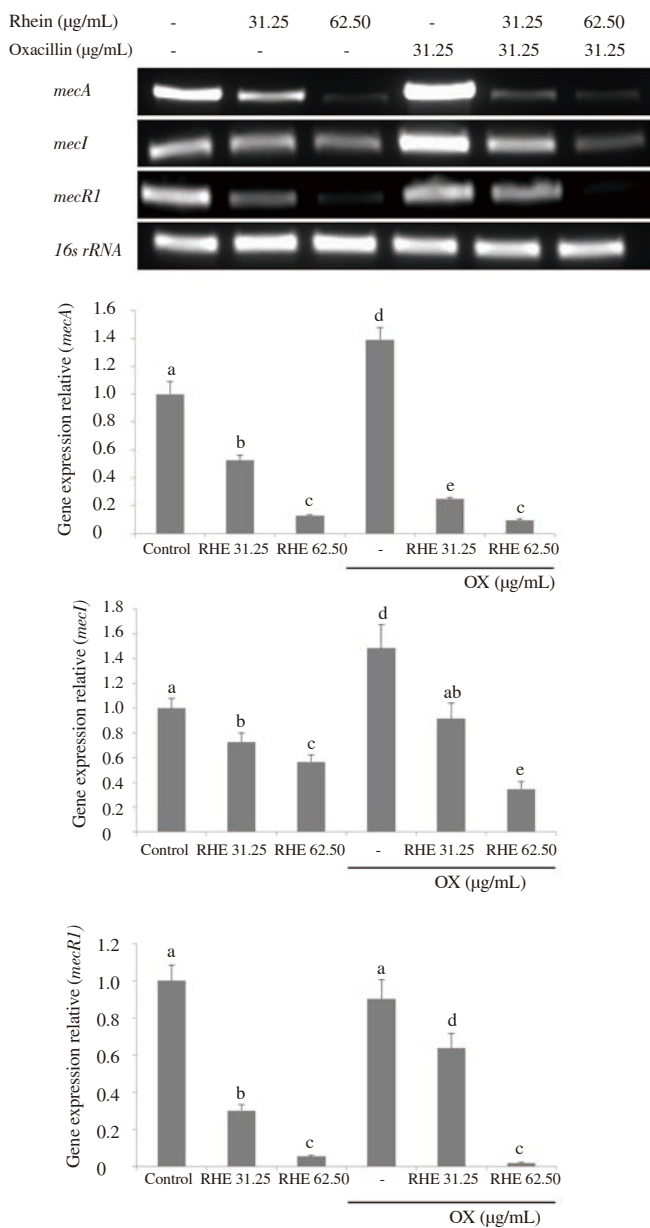 Rhein (µg/mL) - 31.25 62.50 - 31.25 62.50
Oxacillin (µg/mL) - - - 31.25 31.25 31.25
mecA
mecI
mecR1
16s rRNA
Gene expression relative (mecA)
1.6
1.4
1.2
1.0
0.8
0.6
0.4
0.2
0
a
b
c
d
e
c
Control RHE 31.25 RHE 62.50 - RHE 31.25 RHE 62.50
OX (µg/mL)
Gene expression relative (mecI)
1.8
1.6
1.4
1.2
1.0
0.8
0.6
0.4
0.2
0
a
b
c
d
ab
e
Control RHE 31.25 RHE 62.50 - RHE 31.25 RHE 62.50
OX (µg/mL)
Gene expression relative (mecR1)
1.2
1.0
0.8
0.6
0.4
0.2
0
a
b
c
a
d
c
Control RHE 31.25 RHE 62.50 - RHE 31.25 RHE 62.50
OX (µg/mL)